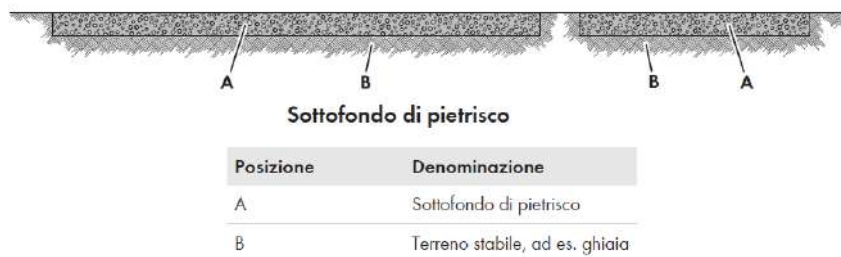 A B B A
Sottofondo di pietrisco
Posizione Denominazione
A Sottofondo di pietrisco
B Terreno stabile, ad es. ghiaia